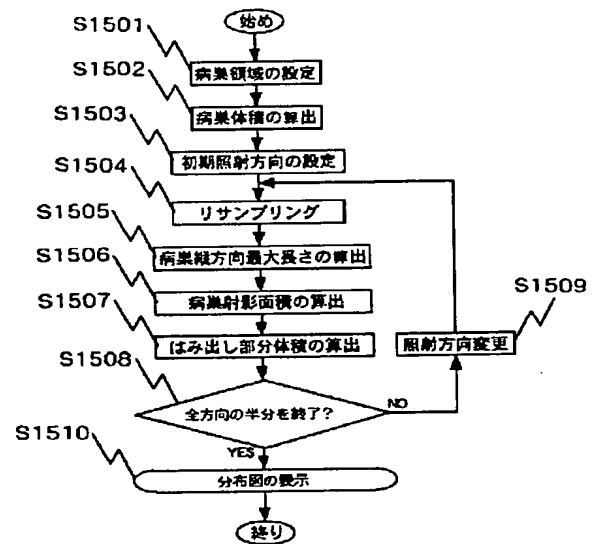 始め
S1501
病巣領域の設定
S1502
病巣体積の算出
S1503
初期照射方向の設定
S1504
リサンプリング
S1505
病巣縦方向最大長さの算出
S1506
病巣射影面積の算出
S1507
はみ出し部分体積の算出
S1509
照射方向変更
S1508
全方向の半分を終了?
NO
YES
S1510
分布図の表示
終り